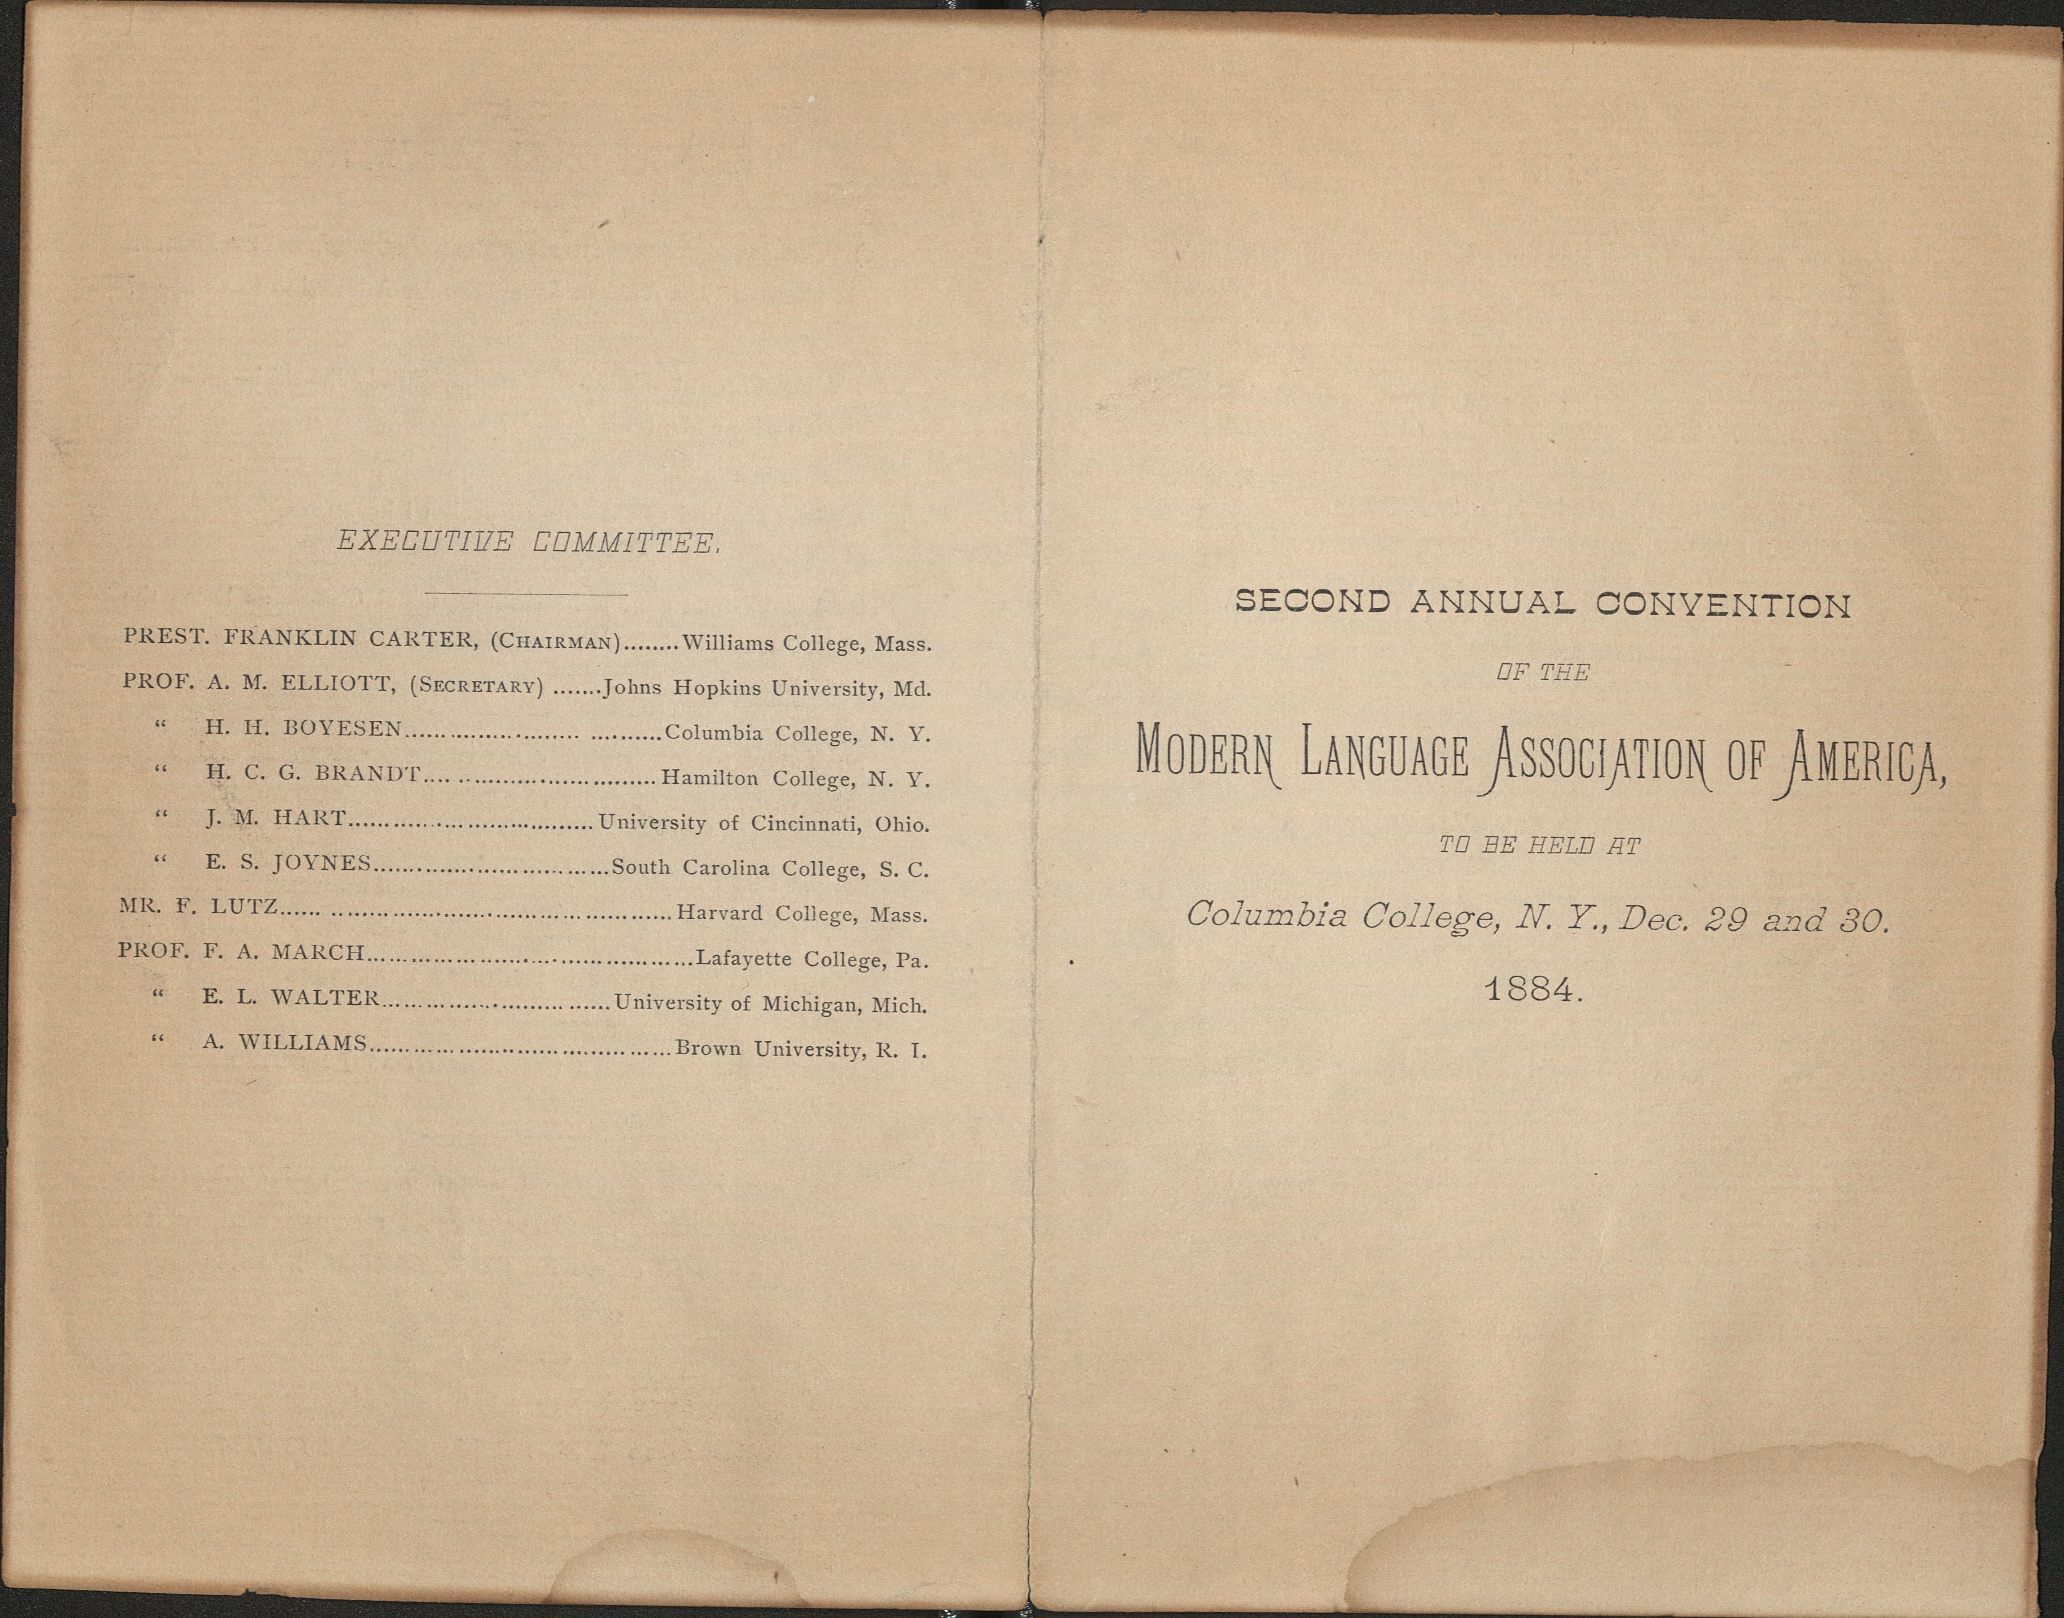 EXECUTIVE COMMITTEE.
PREST. FRANKLIN CARTER, (CHAIRMAN)........Williams College, Mass.
PROF. A. M. ELLIOTT, (SECRETARY) .......Johns Hopkins University, Md.
“ H. H. BOYESEN..................................Columbia College, N. Y.
“ H. C. G. BRANDT...............................Hamilton College, N. Y.
“ J. M. HART.................................University of Cincinnati, Ohio.
“ E. S. JOYNES................................South Carolina College, S. C.
MR. F. LUTZ....................................................Harvard College, Mass.
PROF. F. A. MARCH............................................Lafayette College, Pa.
“ E. L. WALTER..............................University of Michigan, Mich.
“ A. WILLIAMS........................................Brown University, R. I.
SECOND ANNUAL CONVENTION
OF THE
MODERN LANGUAGE ASSOCIATION OF AMERICA,
TO BE HELD AT
Columbia College, N. Y., Dec. 29 and 30.
1884.